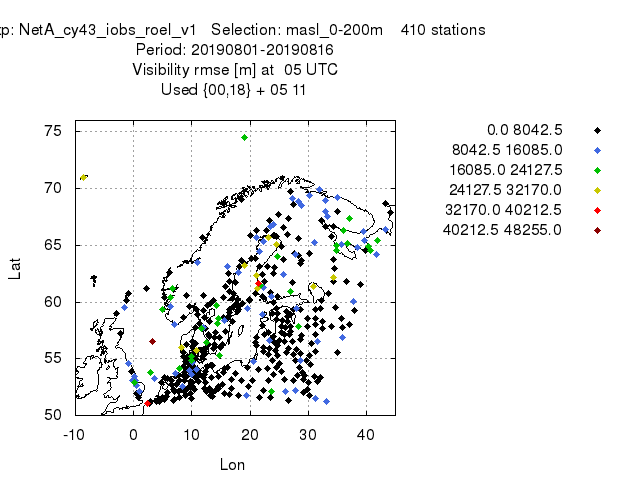 p: NetA_cy43_iobs_roel_v1 Selection: masl_0-200m 410 stations
Period: 20190801-20190816
Visibility rmse [m] at 05 UTC
Used {00,18} + 05 11
0.0 8042.5
8042.5 16085.0
16085.0 24127.5
24127.5 32170.0
32170.0 40212.5
40212.5 48255.0
75
70
65
60
55
50
Lat
-10 0 10 20 30 40
Lon